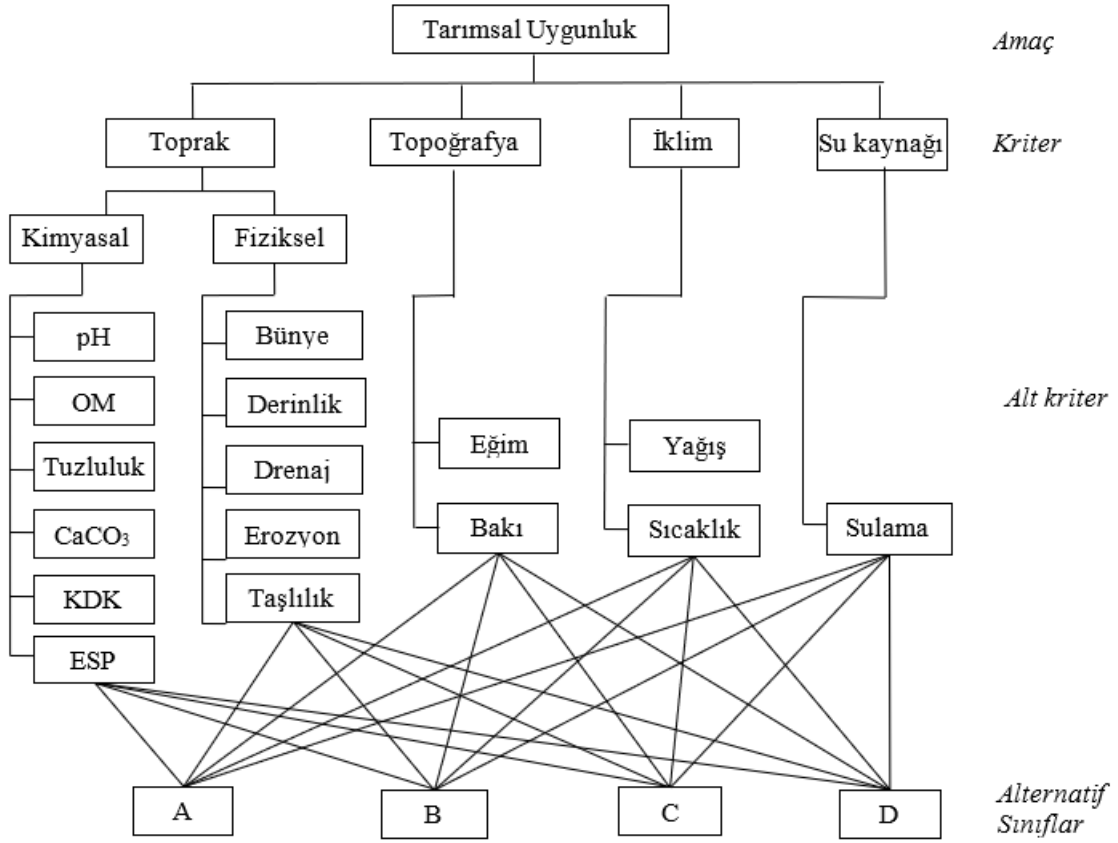 Tarımsal Uygunluk
Amaç
Toprak
Topoğrafya
İklim
Su kaynağı
Kriter
Kimyasal
Fiziksel
pH
OM
Tuzluluk
CaCO₃
KDK
ESP
Bünye
Derinlik
Drenaj
Erozyon
Taşlılık
Eğim
Bakı
Yağış
Sıcaklık
Sulama
Alt kriter
A
B
C
D
Alternatif
Sınıflar